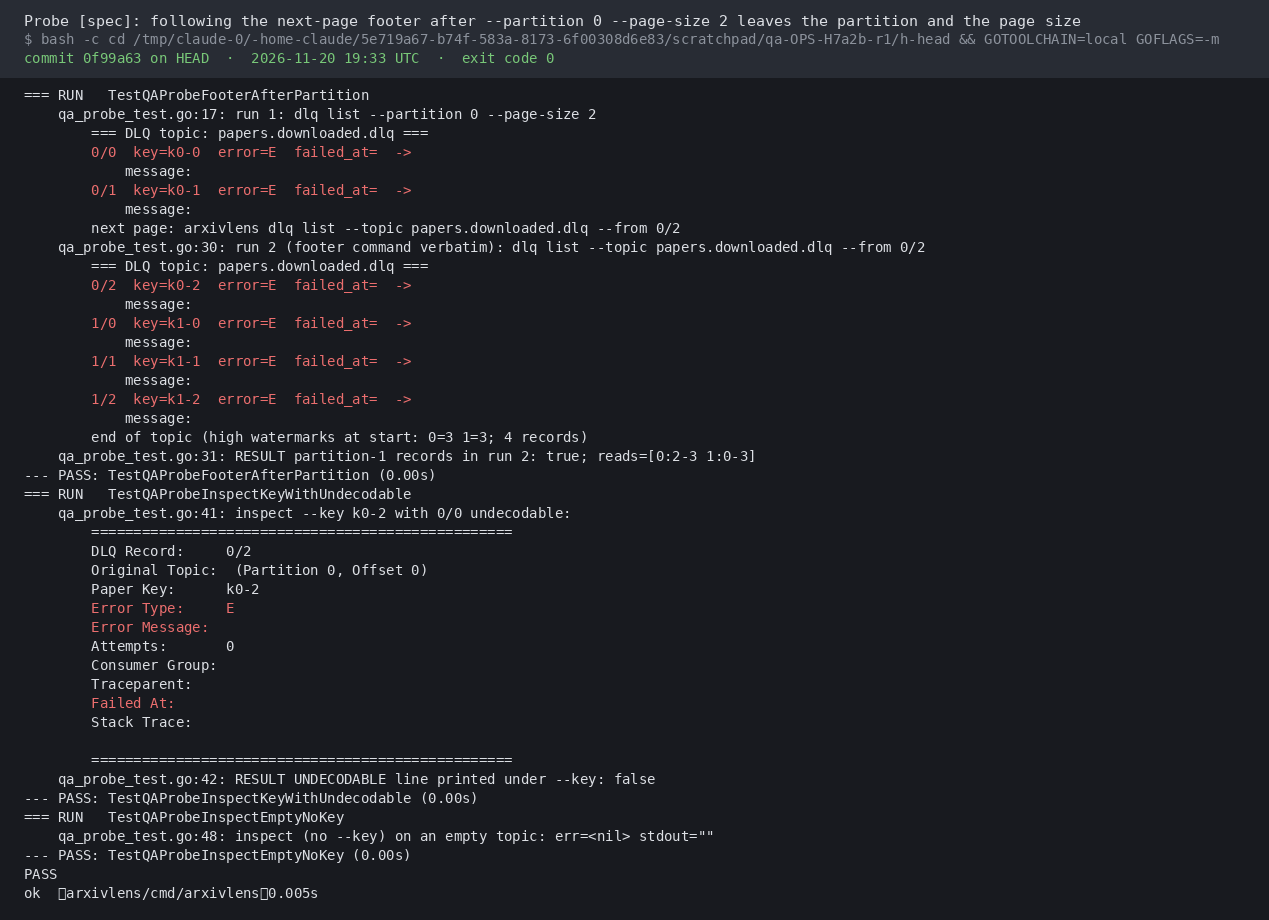 Probe [spec]: following the next-page footer after --partition 0 --page-size 2 leaves the partition and the page size
$ bash -c cd /tmp/claude-0/-home-claude/5e719a67-b74f-583a-8173-6f00308d6e83/scratchpad/qa-OPS-H7a2b-r1/h-head && GOTOOLCHAIN=local GOFLAGS=-m
commit 0f99a63 on HEAD · 2026-11-20 19:33 UTC · exit code 0
=== RUN   TestQAProbeFooterAfterPartition
    qa_probe_test.go:17: run 1: dlq list --partition 0 --page-size 2
        === DLQ topic: papers.downloaded.dlq ===
        0/0  key=k0-0  error=E  failed_at=  ->
            message:
        0/1  key=k0-1  error=E  failed_at=  ->
            message:
        next page: arxivlens dlq list --topic papers.downloaded.dlq --from 0/2
    qa_probe_test.go:30: run 2 (footer command verbatim): dlq list --topic papers.downloaded.dlq --from 0/2
        === DLQ topic: papers.downloaded.dlq ===
        0/2  key=k0-2  error=E  failed_at=  ->
            message:
        1/0  key=k1-0  error=E  failed_at=  ->
            message:
        1/1  key=k1-1  error=E  failed_at=  ->
            message:
        1/2  key=k1-2  error=E  failed_at=  ->
            message:
        end of topic (high watermarks at start: 0=3 1=3; 4 records)
    qa_probe_test.go:31: RESULT partition-1 records in run 2: true; reads=[0:2-3 1:0-3]
--- PASS: TestQAProbeFooterAfterPartition (0.00s)
=== RUN   TestQAProbeInspectKeyWithUndecodable
    qa_probe_test.go:41: inspect --key k0-2 with 0/0 undecodable:
        ==================================================
        DLQ Record:     0/2
        Original Topic:  (Partition 0, Offset 0)
        Paper Key:      k0-2
        Error Type:     E
        Error Message:
        Attempts:       0
        Consumer Group:
        Traceparent:
        Failed At:
        Stack Trace:
        ==================================================
    qa_probe_test.go:42: RESULT UNDECODABLE line printed under --key: false
--- PASS: TestQAProbeInspectKeyWithUndecodable (0.00s)
=== RUN   TestQAProbeInspectEmptyNoKey
    qa_probe_test.go:48: inspect (no --key) on an empty topic: err=<nil> stdout=""
--- PASS: TestQAProbeInspectEmptyNoKey (0.00s)
PASS
ok  arxivlens/cmd/arxivlens 0.005s